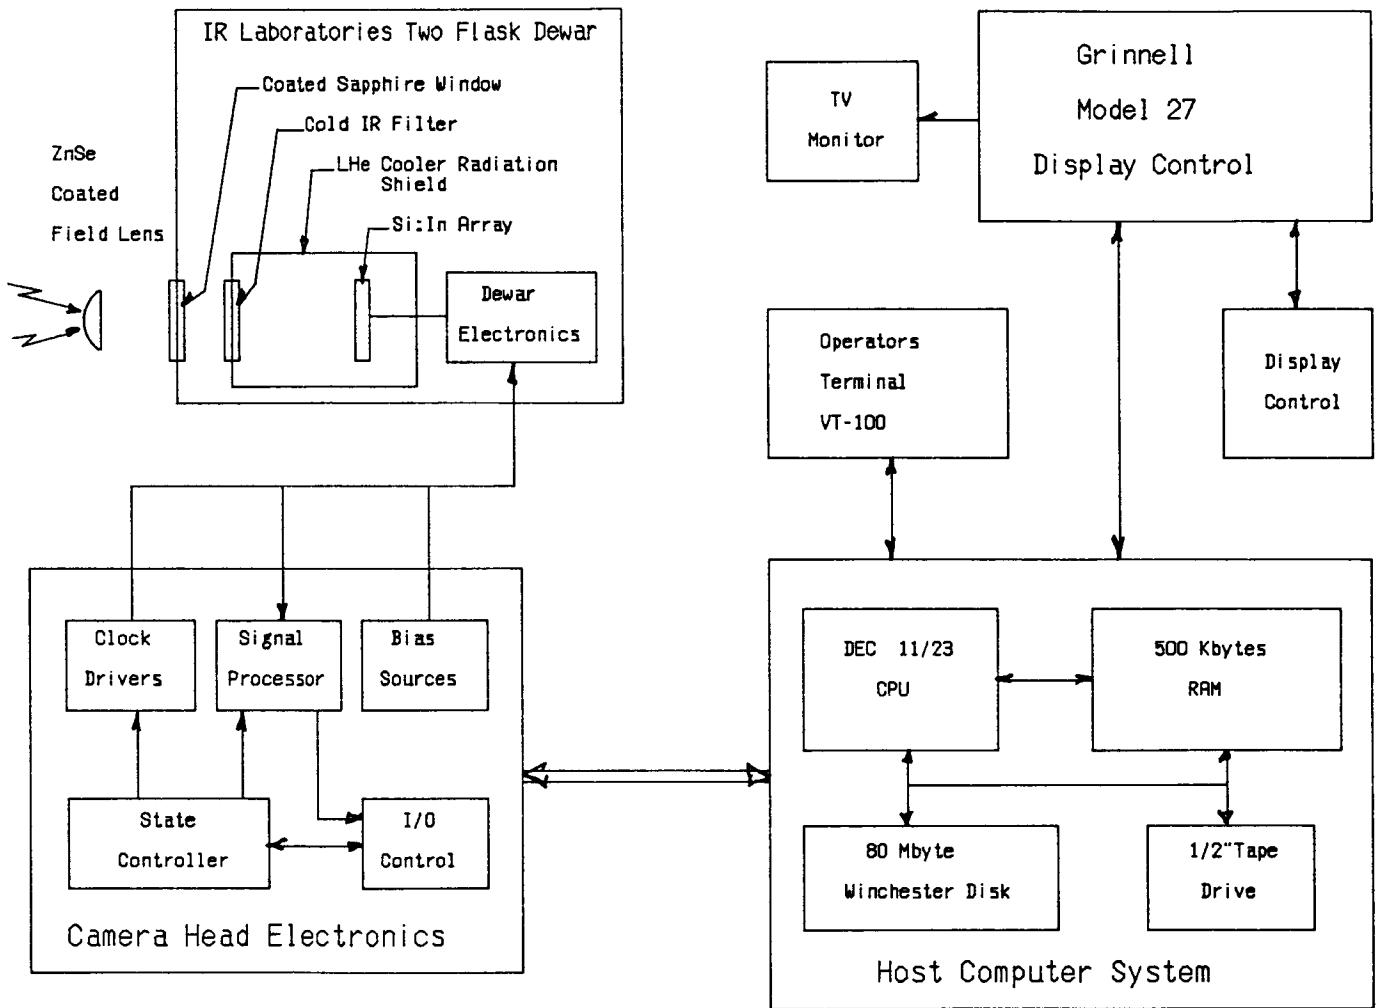 IR Laboratories Two Flask Dewar
Coated Sapphire Window
Cold IR Filter
LHe Cooler Radiation
Shield
Si:In Array
ZnSe
Coated
Field Lens
Dewar
Electronics
Grinnell
Model 27
Display Control
TV
Monitor
Operators
Terminal
VT-100
Display
Control
Clock
Drivers
Signal
Processor
Bias
Sources
State
Controller
I/O
Control
Camera Head Electronics
DEC 11/23
CPU
500 Kbytes
RAM
80 Mbyte
Winchester Disk
1/2"Tape
Drive
Host Computer System